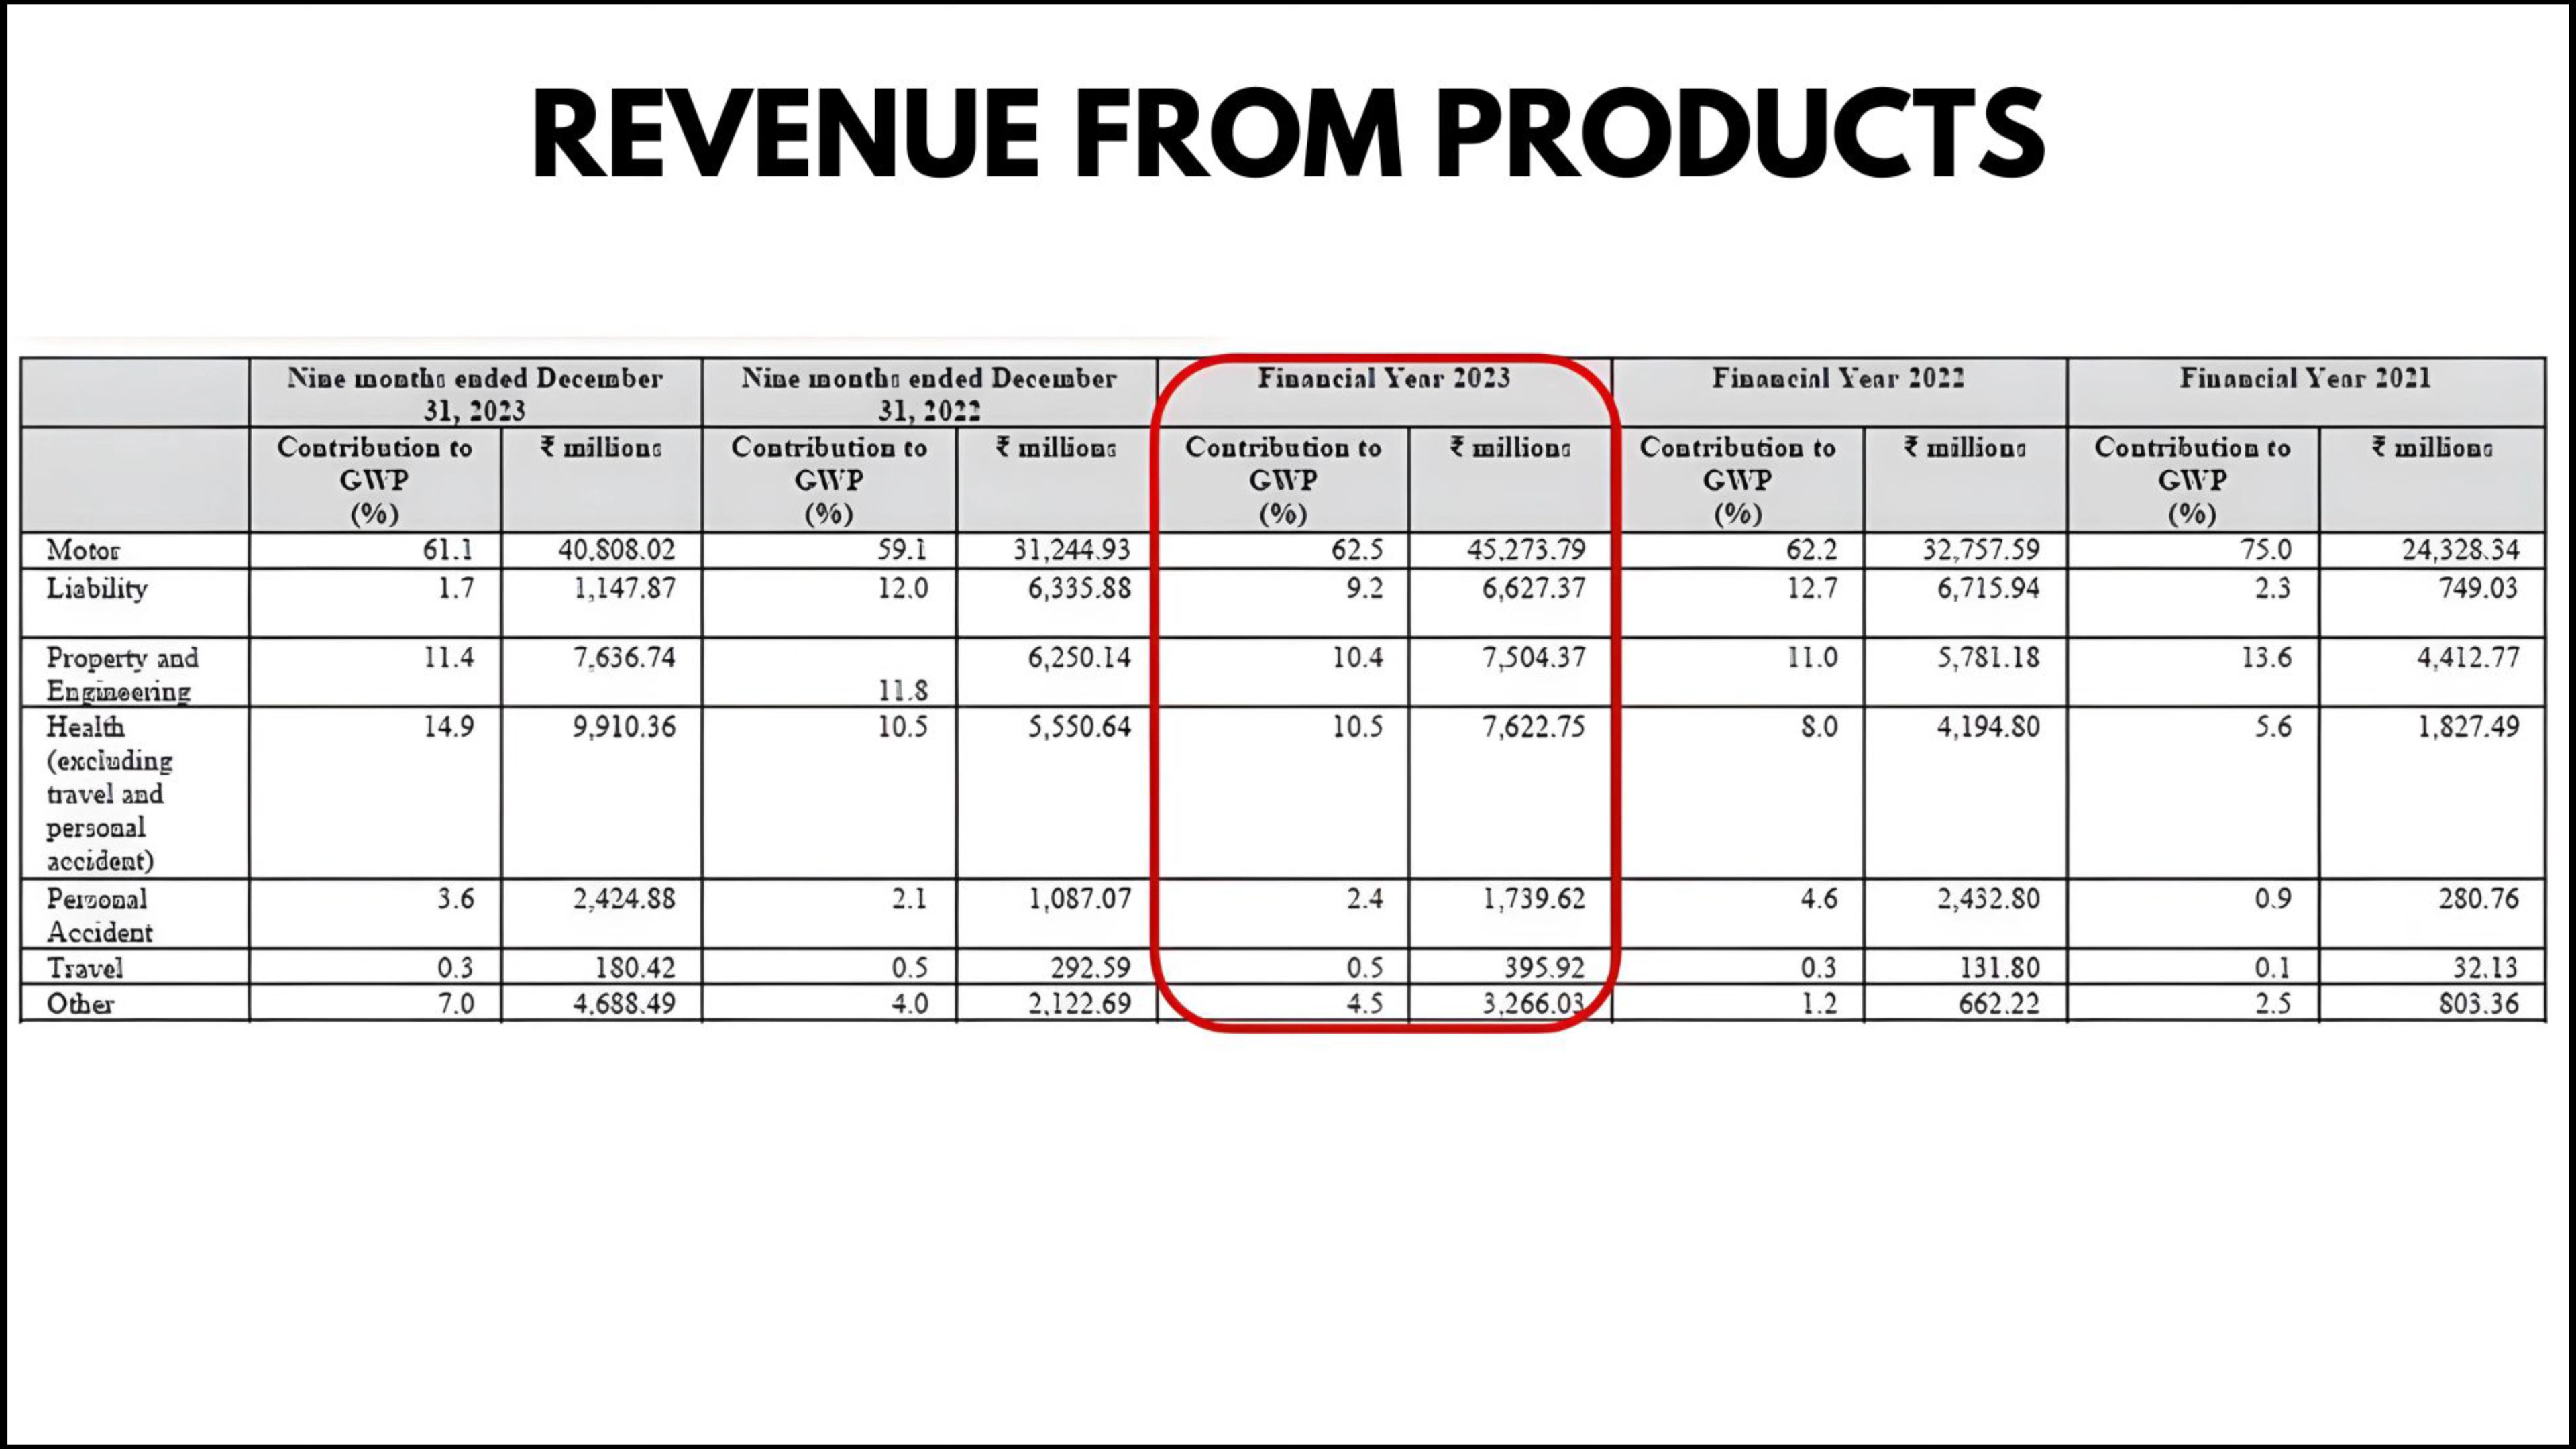 REVENUE FROM PRODUCTS
Nine months ended December 31, 2023 Nine months ended December 31, 2022 Financial Year 2023 Financial Year 2022 Financial Year 2021
Contribution to GWP (%) ₹ millions Contribution to GWP (%) ₹ millions Contribution to GWP (%) ₹ millions Contribution to GWP (%) ₹ millions Contribution to GWP (%) ₹ millions
Motor 61.1 40,808.02 59.1 31,244.93 62.5 45,273.79 62.2 32,757.59 75.0 24,328.34
Liability 1.7 1,147.87 12.0 6,335.88 9.2 6,627.37 12.7 6,715.94 2.3 749.03
Property and Engineering 11.4 7,636.74 11.8 6,250.14 10.4 7,504.37 11.0 5,781.18 13.6 4,412.77
Health (excluding travel and personal accident) 14.9 9,910.36 10.5 5,550.64 10.5 7,622.75 8.0 4,194.80 5.6 1,827.49
Personal Accident 3.6 2,424.88 2.1 1,087.07 2.4 1,739.62 4.6 2,432.80 0.9 280.76
Travel 0.3 180.42 0.5 292.59 0.5 395.92 0.3 131.80 0.1 32.13
Other 7.0 4,688.49 4.0 2,122.69 4.5 3,266.03 1.2 662.22 2.5 803.36